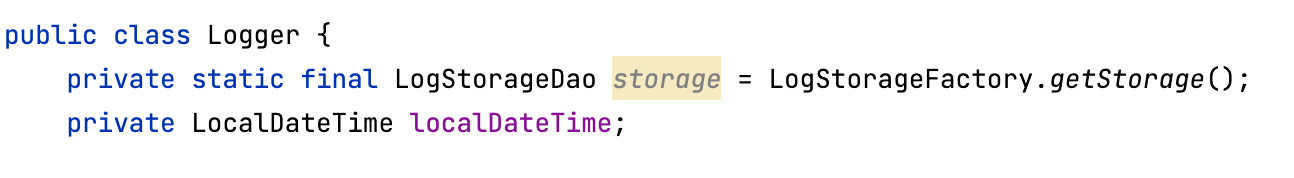 public class Logger {
    private static final LogStorageDao storage = LogStorageFactory.getStorage();
    private LocalDateTime localDateTime;